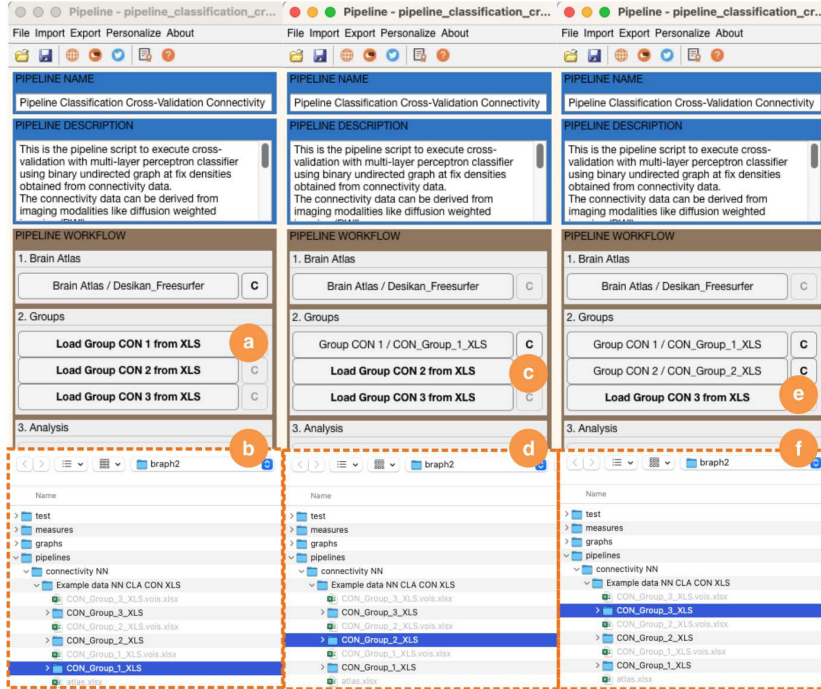 Pipeline - pipeline_classification_cr...
File Import Export Personalize About
PIPELINE NAME
Pipeline Classification Cross-Validation Connectivity
PIPELINE DESCRIPTION
This is the pipeline script to execute cross-
validation with multi-layer perceptron classifier
using binary undirected graph at fix densities
obtained from connectivity data.
The connectivity data can be derived from
imaging modalities like diffusion weighted
PIPELINE WORKFLOW
1. Brain Atlas
Brain Atlas / Desikan_Freesurfer C
2. Groups
Load Group CON 1 from XLS a
Load Group CON 2 from XLS C
Load Group CON 3 from XLS C
3. Analysis
b
braph2
Name
test
measures
graphs
pipelines
connectivity NN
Example data NN CLA CON XLS
CON_Group_3_XLS.vois.xlsx
CON_Group_3_XLS
CON_Group_2_XLS.vois.xlsx
CON_Group_2_XLS
CON_Group_1_XLS.vois.xlsx
CON_Group_1_XLS
atlas.xlsx
Pipeline - pipeline_classification_cr...
File Import Export Personalize About
PIPELINE NAME
Pipeline Classification Cross-Validation Connectivity
PIPELINE DESCRIPTION
This is the pipeline script to execute cross-
validation with multi-layer perceptron classifier
using binary undirected graph at fix densities
obtained from connectivity data.
The connectivity data can be derived from
imaging modalities like diffusion weighted
PIPELINE WORKFLOW
1. Brain Atlas
Brain Atlas / Desikan_Freesurfer C
2. Groups
Group CON 1 / CON_Group_1_XLS C
Load Group CON 2 from XLS c
Load Group CON 3 from XLS C
3. Analysis
d
braph2
Name
test
measures
graphs
pipelines
connectivity NN
Example data NN CLA CON XLS
CON_Group_3_XLS.vois.xlsx
CON_Group_3_XLS
CON_Group_2_XLS.vois.xlsx
CON_Group_2_XLS
CON_Group_1_XLS.vois.xlsx
CON_Group_1_XLS
atlas.xlsx
Pipeline - pipeline_classification_cr...
File Import Export Personalize About
PIPELINE NAME
Pipeline Classification Cross-Validation Connectivity
PIPELINE DESCRIPTION
This is the pipeline script to execute cross-
validation with multi-layer perceptron classifier
using binary undirected graph at fix densities
obtained from connectivity data.
The connectivity data can be derived from
imaging modalities like diffusion weighted
PIPELINE WORKFLOW
1. Brain Atlas
Brain Atlas / Desikan_Freesurfer C
2. Groups
Group CON 1 / CON_Group_1_XLS C
Group CON 2 / CON_Group_2_XLS C
Load Group CON 3 from XLS e
3. Analysis
f
braph2
Name
test
measures
graphs
pipelines
connectivity NN
Example data NN CLA CON XLS
CON_Group_3_XLS.vois.xlsx
CON_Group_3_XLS
CON_Group_2_XLS.vois.xlsx
CON_Group_2_XLS
CON_Group_1_XLS.vois.xlsx
CON_Group_1_XLS
atlas.xlsx